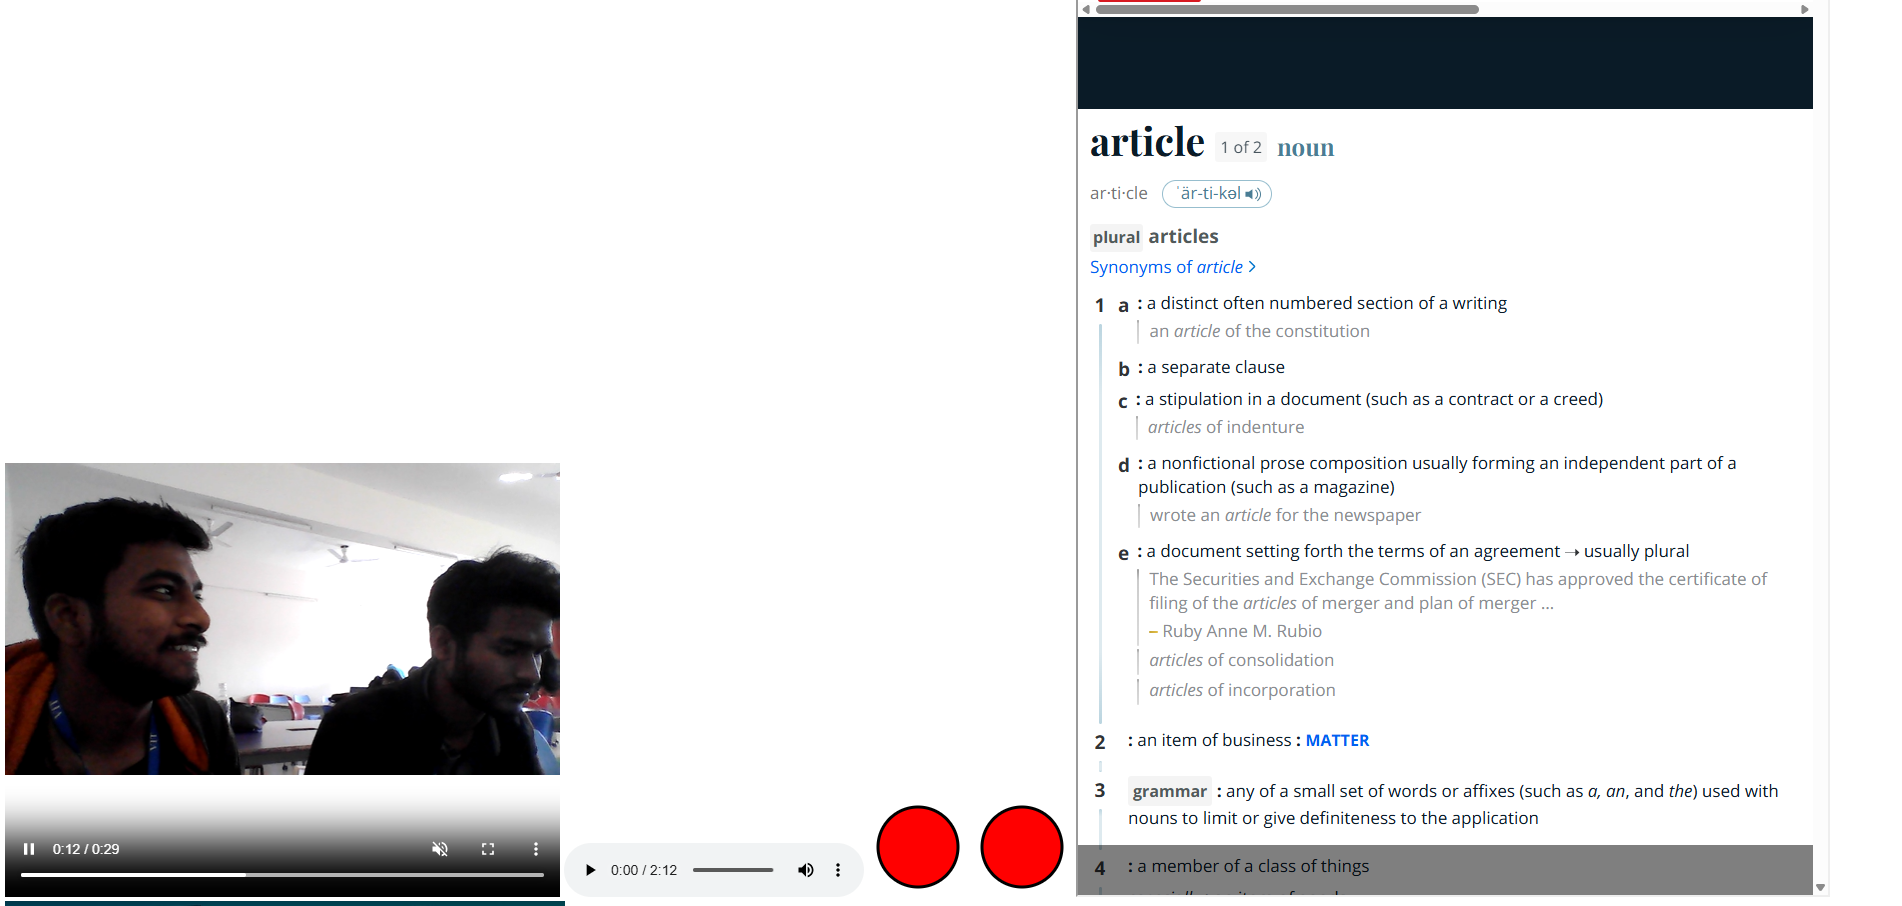 0:12 / 0:29
0:00 / 2:12
article 1 of 2 noun
ar·ti·cle ˈär-ti-kəl
plural articles
Synonyms of article
1 a : a distinct often numbered section of a writing
an article of the constitution
b : a separate clause
c : a stipulation in a document (such as a contract or a creed)
articles of indenture
d : a nonfictional prose composition usually forming an independent part of a
publication (such as a magazine)
wrote an article for the newspaper
e : a document setting forth the terms of an agreement → usually plural
The Securities and Exchange Commission (SEC) has approved the certificate of
filing of the articles of merger and plan of merger ...
– Ruby Anne M. Rubio
articles of consolidation
articles of incorporation
2 : an item of business : MATTER
3 grammar : any of a small set of words or affixes (such as a, an, and the) used with
nouns to limit or give definiteness to the application
4 : a member of a class of things